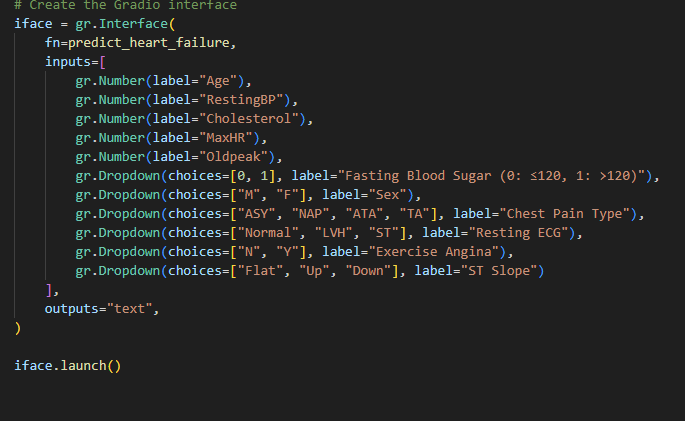 # Create the Gradio interface
iface = gr.Interface(
    fn=predict_heart_failure,
    inputs=[
        gr.Number(label="Age"),
        gr.Number(label="RestingBP"),
        gr.Number(label="Cholesterol"),
        gr.Number(label="MaxHR"),
        gr.Number(label="Oldpeak"),
        gr.Dropdown(choices=[0, 1], label="Fasting Blood Sugar (0: ≤120, 1: >120)"),
        gr.Dropdown(choices=["M", "F"], label="Sex"),
        gr.Dropdown(choices=["ASY", "NAP", "ATA", "TA"], label="Chest Pain Type"),
        gr.Dropdown(choices=["Normal", "LVH", "ST"], label="Resting ECG"),
        gr.Dropdown(choices=["N", "Y"], label="Exercise Angina"),
        gr.Dropdown(choices=["Flat", "Up", "Down"], label="ST Slope")
    ],
    outputs="text",
)
iface.launch()